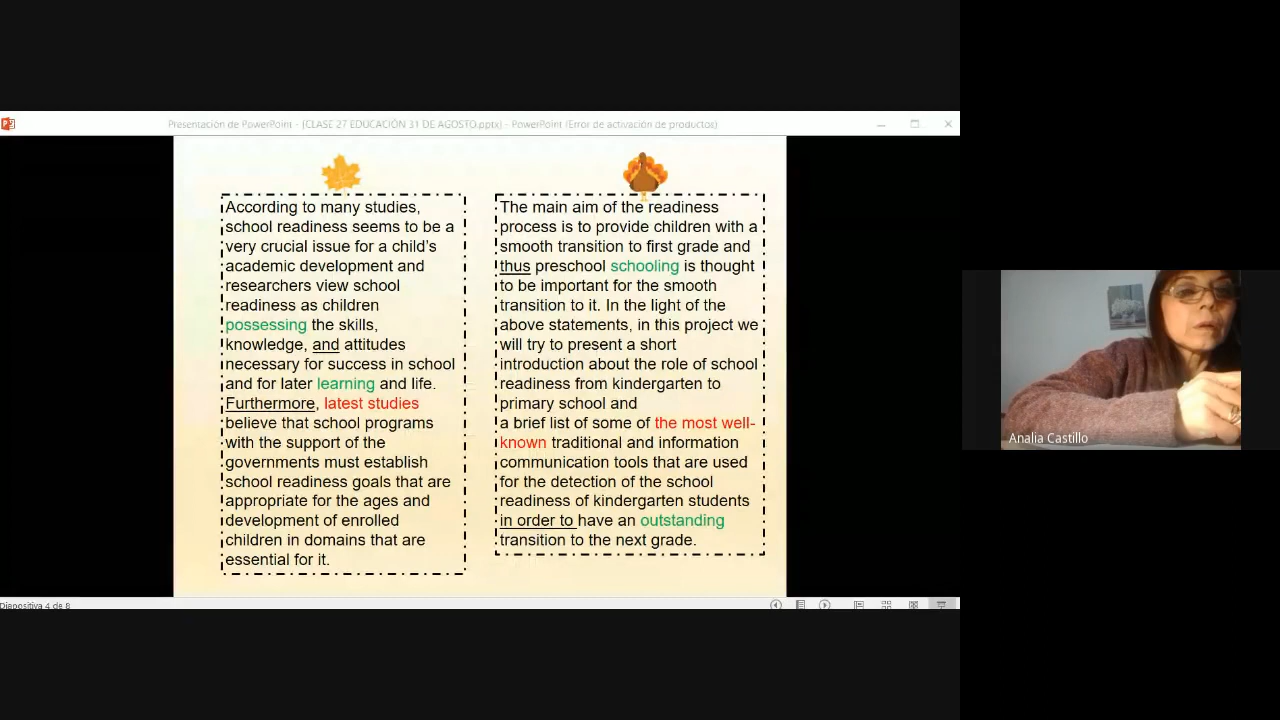 Presentación de PowerPoint - [CLASE 27 EDUCACIÓN 31 DE AGOSTO.pptx] - PowerPoint (Error de activación de productos)
According to many studies,
school readiness seems to be a
very crucial issue for a child's
academic development and
researchers view school
readiness as children
possessing the skills,
knowledge, and attitudes
necessary for success in school
and for later learning and life.
Furthermore, latest studies
believe that school programs
with the support of the
governments must establish
school readiness goals that are
appropriate for the ages and
development of enrolled
children in domains that are
essential for it.
The main aim of the readiness
process is to provide children with a
smooth transition to first grade and
thus preschool schooling is thought
to be important for the smooth
transition to it. In the light of the
above statements, in this project we
will try to present a short
introduction about the role of school
readiness from kindergarten to
primary school and
a brief list of some of the most well-
known traditional and information
communication tools that are used
for the detection of the school
readiness of kindergarten students
in order to have an outstanding
transition to the next grade.
Analia Castillo
Diapositiva 4 de 8